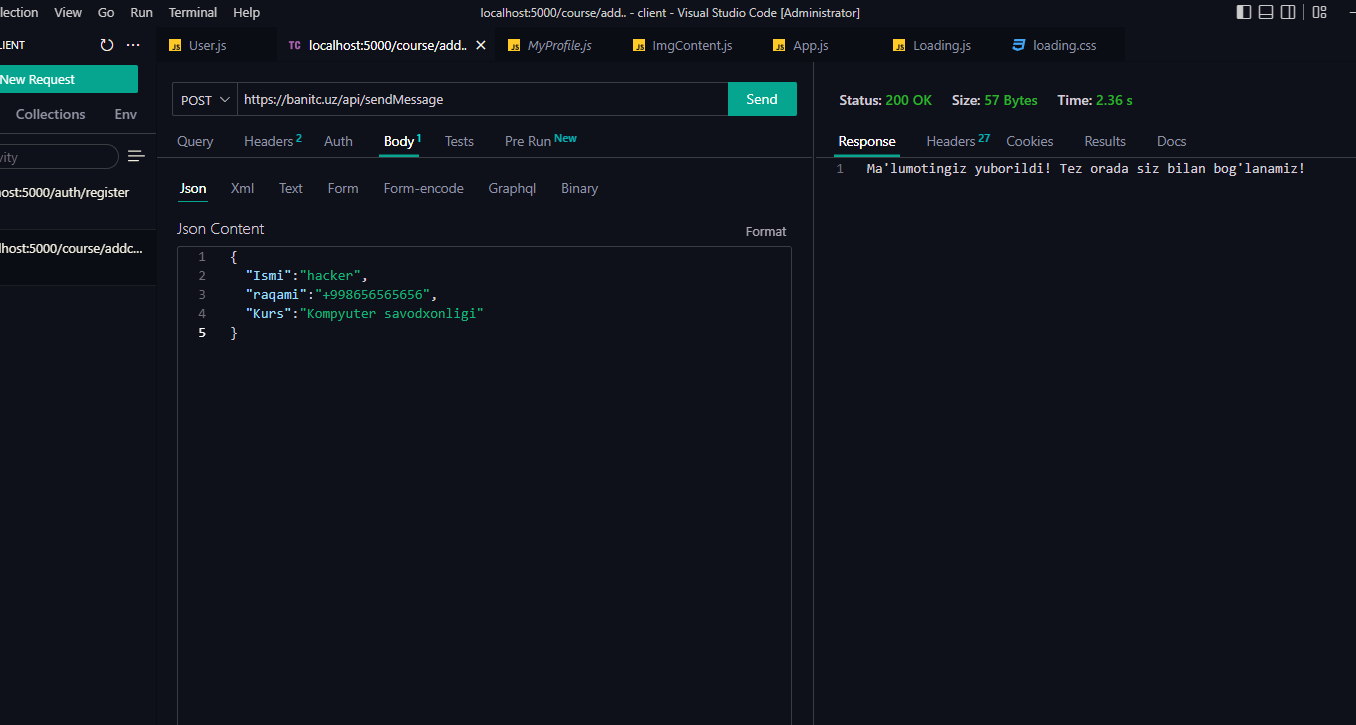 lection View Go Run Terminal Help localhost:5000/course/add.. - client - Visual Studio Code [Administrator]
LIENT ... User.js TC localhost:5000/course/add.. MyProfile.js ImgContent.js App.js Loading.js loading.css
New Request
Collections Env
vity
ost:5000/auth/register
lhost:5000/course/addc...
POST https://banitc.uz/api/sendMessage Send
Query Headers 2 Auth Body 1 Tests Pre Run New
Json Xml Text Form Form-encode Graphql Binary
Json Content Format
1 {
2 "Ismi":"hacker",
3 "raqami":"+998656565656",
4 "Kurs":"Kompyuter savodxonligi"
5 }
Status: 200 OK Size: 57 Bytes Time: 2.36 s
Response Headers 27 Cookies Results Docs
1 Ma'lumotingiz yuborildi! Tez orada siz bilan bog'lanamiz!